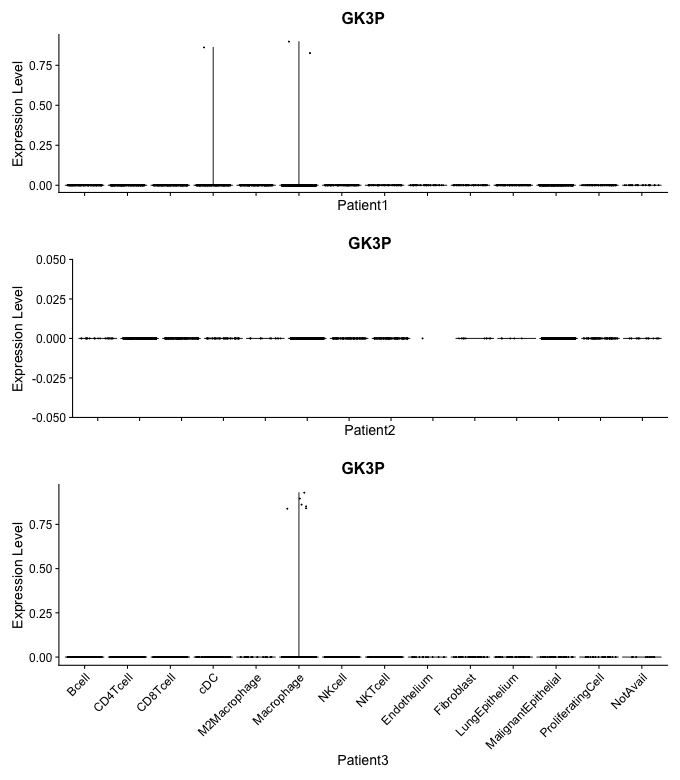 GK3P
Expression Level
0.75
0.50
0.25
0.00
Patient1
GK3P
Expression Level
0.050
0.025
0.000
-0.025
-0.050
Patient2
GK3P
Expression Level
0.75
0.50
0.25
0.00
Bcell
CD4Tcell
CD8Tcell
cDC
M2Macrophage
Macrophage
NKcell
NKTcell
Endothelium
Fibroblast
LungEpithelium
MalignantEpithelial
ProliferatingCell
NotAvail
Patient3